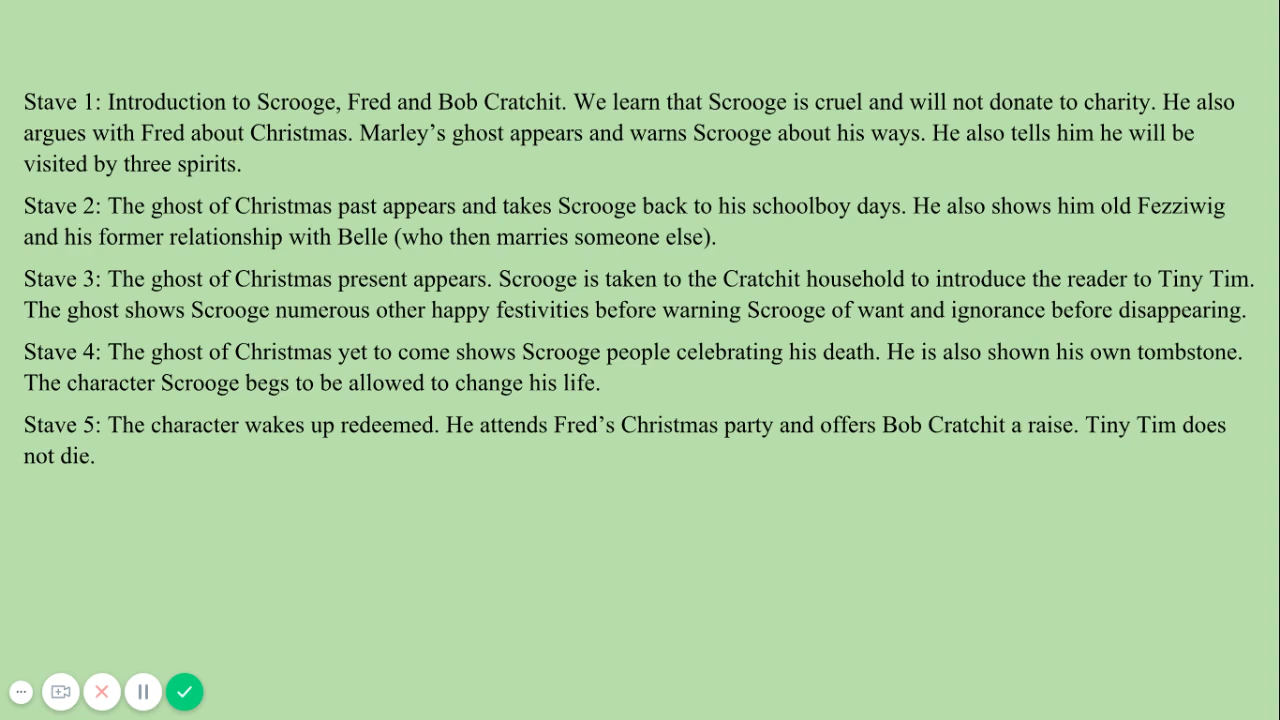 Stave 1: Introduction to Scrooge, Fred and Bob Cratchit. We learn that Scrooge is cruel and will not donate to charity. He also
argues with Fred about Christmas. Marley’s ghost appears and warns Scrooge about his ways. He also tells him he will be
visited by three spirits.
Stave 2: The ghost of Christmas past appears and takes Scrooge back to his schoolboy days. He also shows him old Fezziwig
and his former relationship with Belle (who then marries someone else).
Stave 3: The ghost of Christmas present appears. Scrooge is taken to the Cratchit household to introduce the reader to Tiny Tim.
The ghost shows Scrooge numerous other happy festivities before warning Scrooge of want and ignorance before disappearing.
Stave 4: The ghost of Christmas yet to come shows Scrooge people celebrating his death. He is also shown his own tombstone.
The character Scrooge begs to be allowed to change his life.
Stave 5: The character wakes up redeemed. He attends Fred’s Christmas party and offers Bob Cratchit a raise. Tiny Tim does
not die.